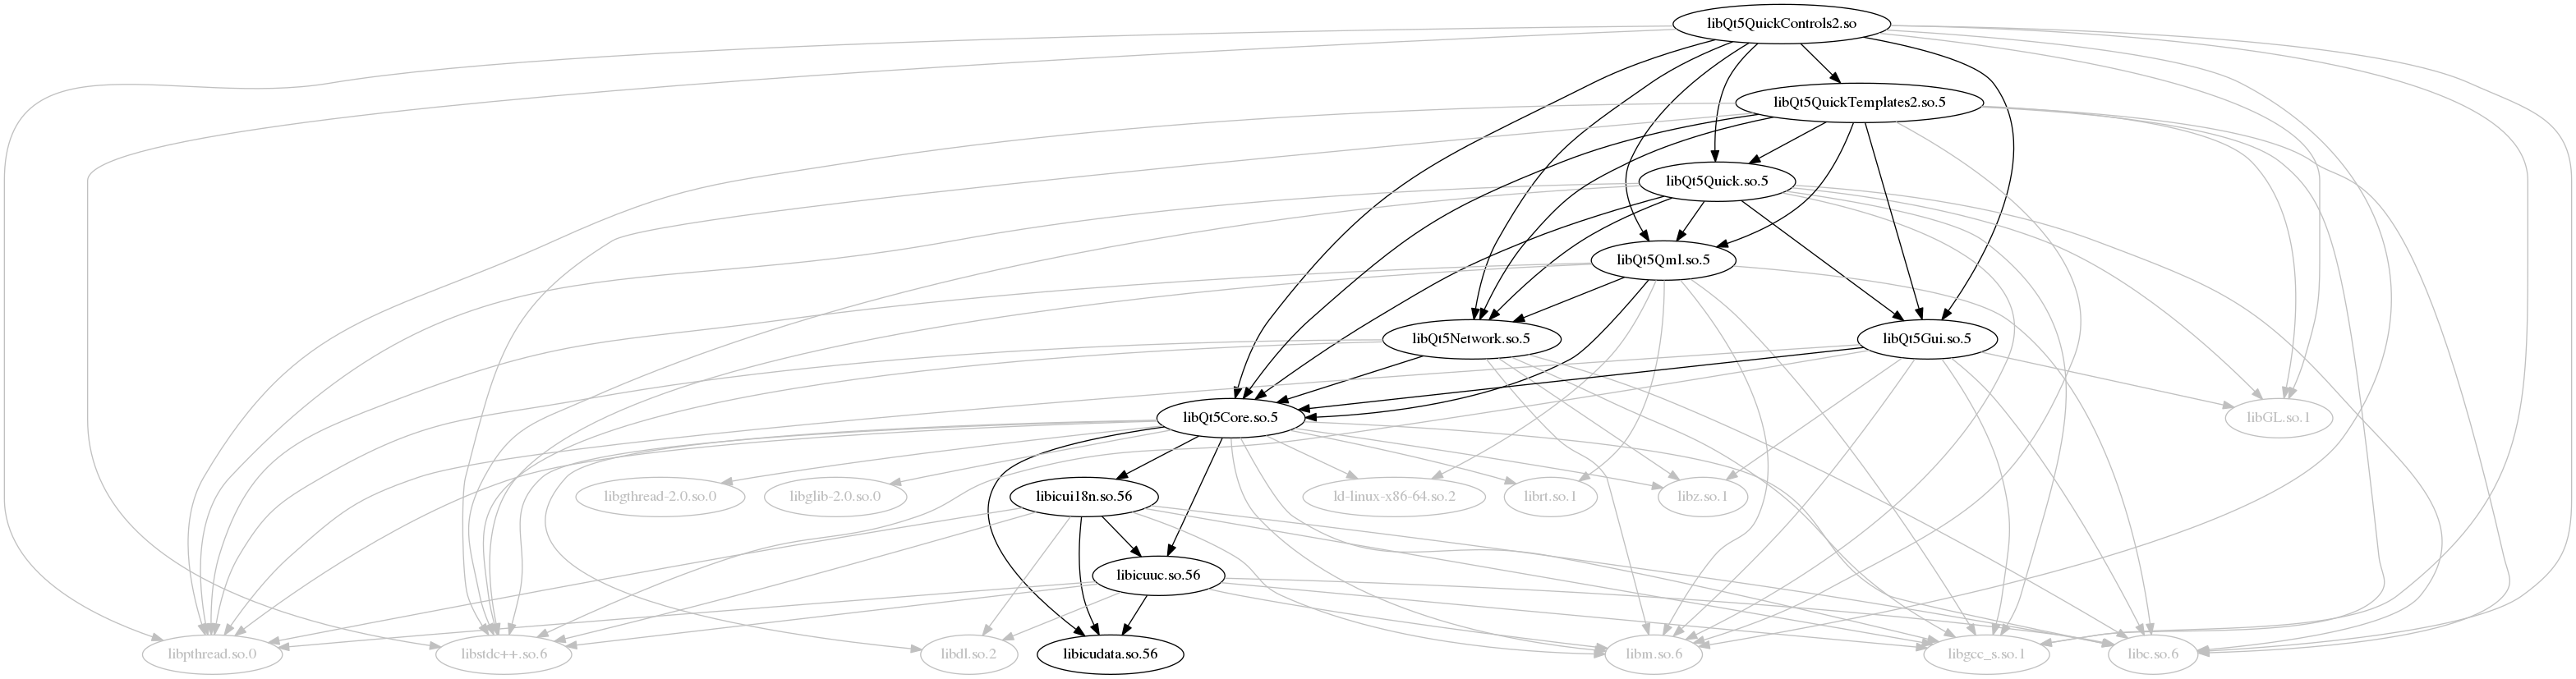 libQt5QuickControls2.so
libQt5QuickTemplates2.so.5
libQt5Quick.so.5
libQt5Qml.so.5
libQt5Network.so.5
libQt5Gui.so.5
libQt5Core.so.5
libGL.so.1
libgthread-2.0.so.0
libglib-2.0.so.0
libicui18n.so.56
ld-linux-x86-64.so.2
librt.so.1
libz.so.1
libicuuc.so.56
libpthread.so.0
libstdc++.so.6
libdl.so.2
libicudata.so.56
libm.so.6
libgcc_s.so.1
libc.so.6